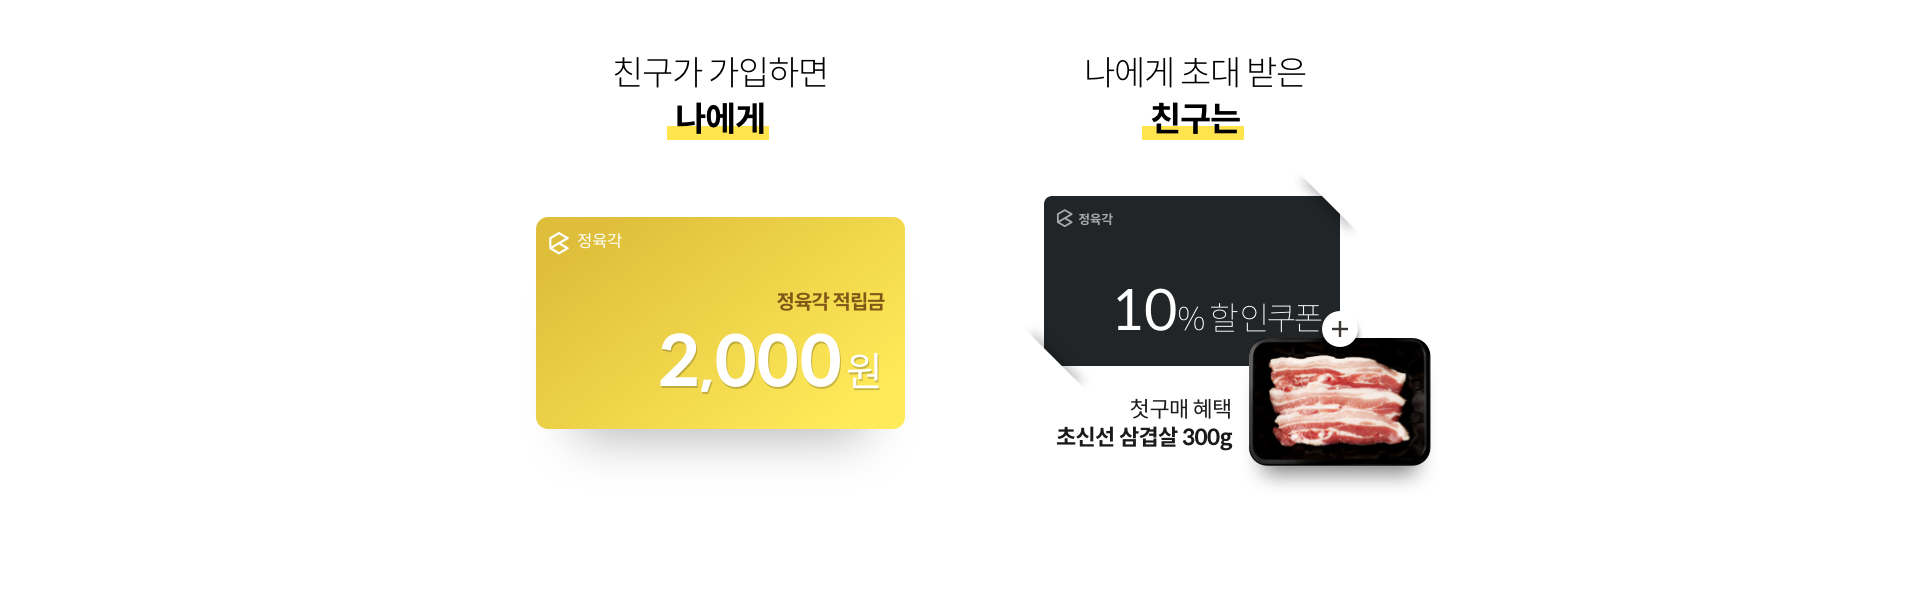 친구가 가입하면
나에게
정육각
정육각 적립금
2,000원
나에게 초대 받은
친구는
정육각
10% 할인쿠폰
+
첫구매 혜택
초신선 삼겹살 300g